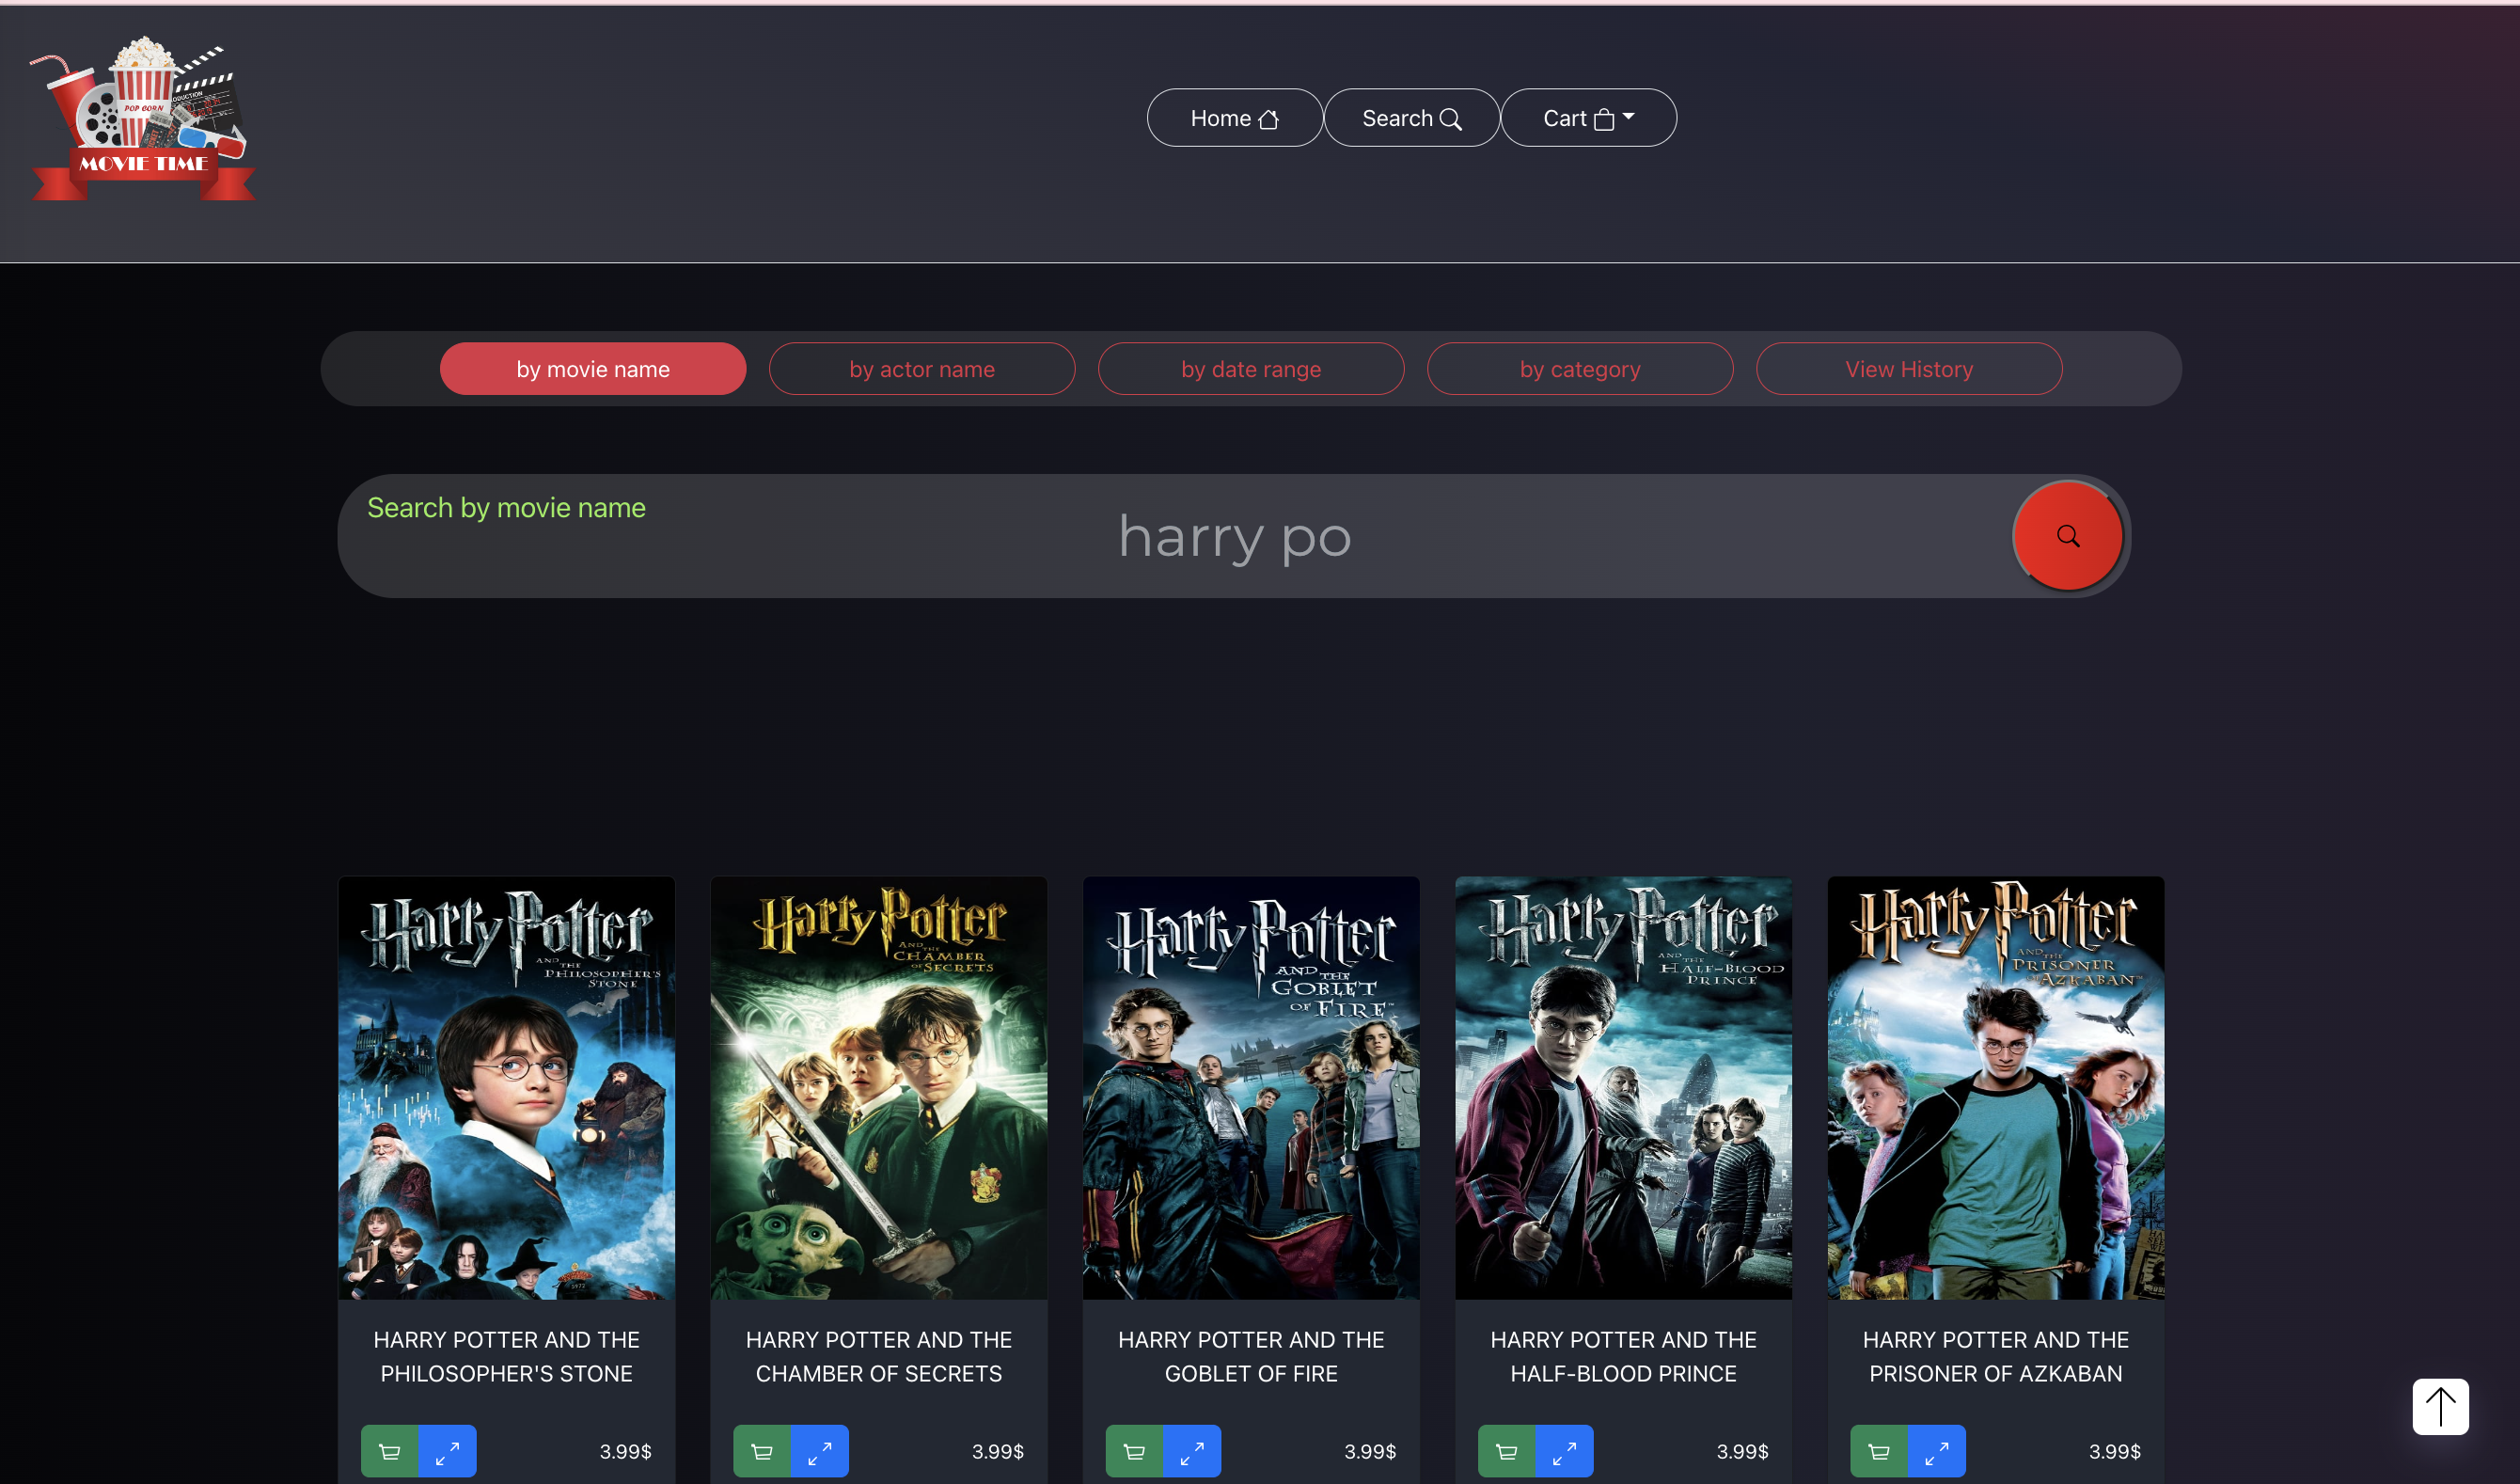 POP CORN
MOVIE TIME
Home
Search
Cart
by movie name
by actor name
by date range
by category
View History
Search by movie name
harry po
Harry Potter
AND THE
PHILOSOPHER'S
STONE
Harry Potter
AND THE
CHAMBER
OF SECRETS
Harry Potter
AND THE
GOBLET
OF FIRE™
Harry Potter
AND THE
HALF-BLOOD
PRINCE
Harry Potter
AND THE
PRISONER
OF AZKABAN™
HARRY POTTER AND THE
PHILOSOPHER'S STONE
HARRY POTTER AND THE
CHAMBER OF SECRETS
HARRY POTTER AND THE
GOBLET OF FIRE
HARRY POTTER AND THE
HALF-BLOOD PRINCE
HARRY POTTER AND THE
PRISONER OF AZKABAN
3.99$
3.99$
3.99$
3.99$
3.99$